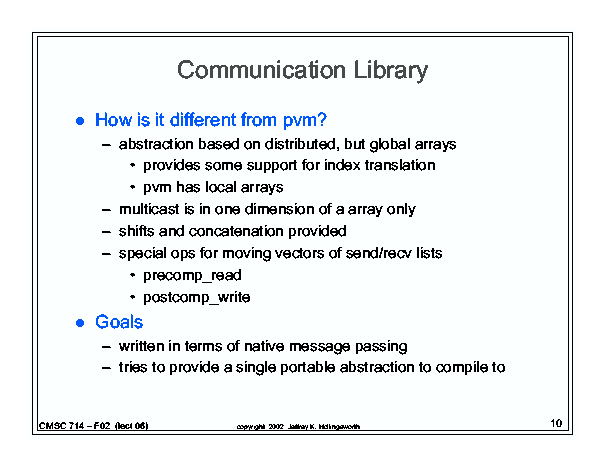 Communication Library
● How is it different from pvm?
– abstraction based on distributed, but global arrays
• provides some support for index translation
• pvm has local arrays
– multicast is in one dimension of a array only
– shifts and concatenation provided
– special ops for moving vectors of send/recv lists
• precomp_read
• postcomp_write
● Goals
– written in terms of native message passing
– tries to provide a single portable abstraction to compile to
CMSC 714 – F02 (lect 06)
copyright 2002 Jeffrey K. Hollingsworth
10